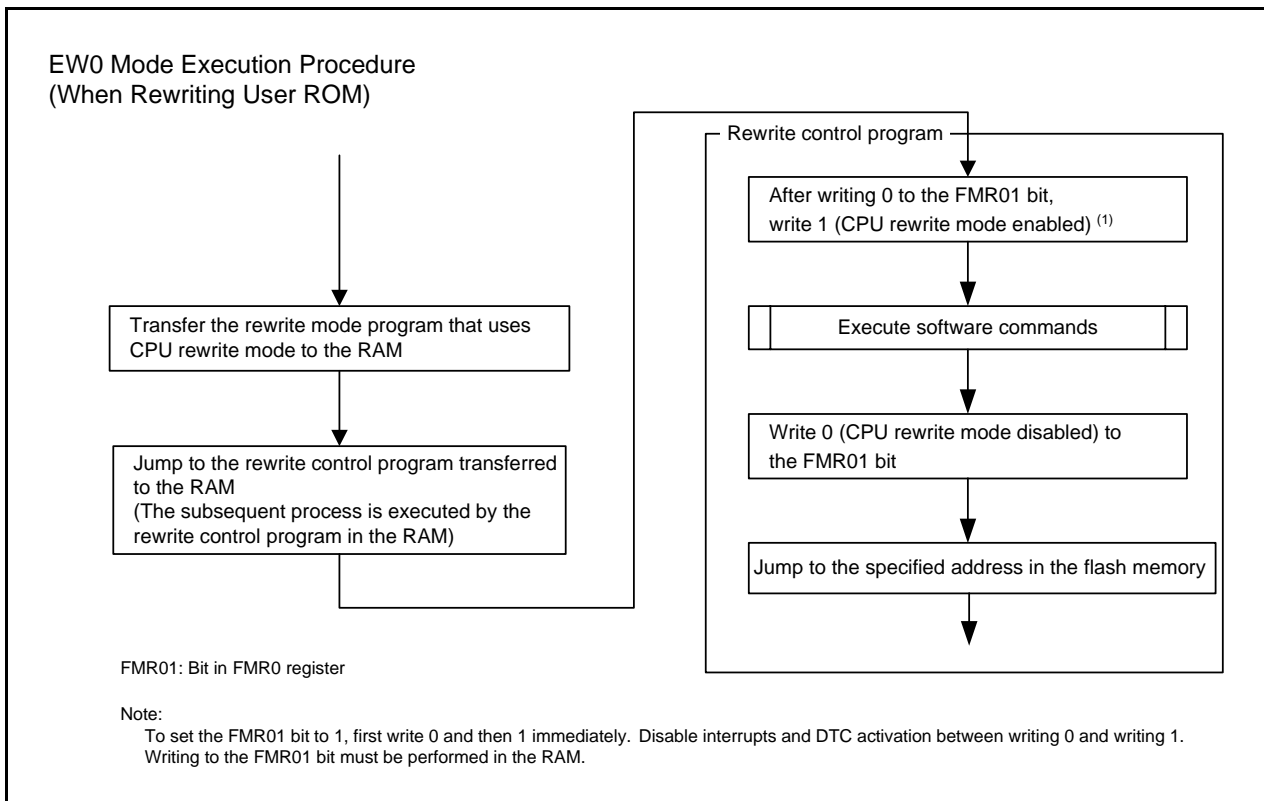 EW0 Mode Execution Procedure
(When Rewriting User ROM)
Transfer the rewrite mode program that uses
CPU rewrite mode to the RAM
Jump to the rewrite control program transferred
to the RAM
(The subsequent process is executed by the
rewrite control program in the RAM)
Rewrite control program
After writing 0 to the FMR01 bit,
write 1 (CPU rewrite mode enabled) (1)
Execute software commands
Write 0 (CPU rewrite mode disabled) to
the FMR01 bit
Jump to the specified address in the flash memory
FMR01: Bit in FMR0 register
Note:
To set the FMR01 bit to 1, first write 0 and then 1 immediately. Disable interrupts and DTC activation between writing 0 and writing 1.
Writing to the FMR01 bit must be performed in the RAM.